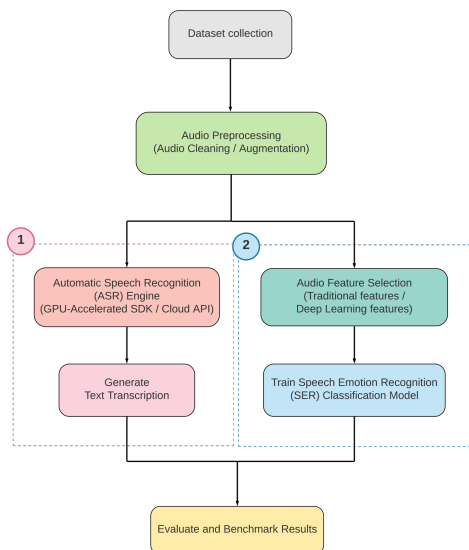 Dataset collection
Audio Preprocessing
(Audio Cleaning / Augmentation)
1
2
Automatic Speech Recognition
(ASR) Engine
(GPU-Accelerated SDK / Cloud API)
Audio Feature Selection
(Traditional features /
Deep Learning features)
Generate
Text Transcription
Train Speech Emotion Recognition
(SER) Classification Model
Evaluate and Benchmark Results